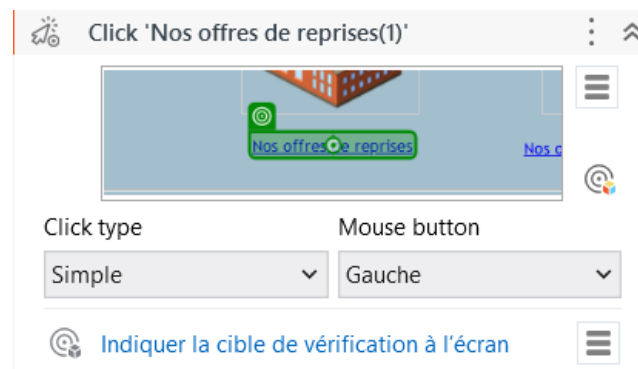 Click 'Nos offres de reprises(1)'
Nos offres de reprises
Nos
Click type
Mouse button
Simple
Gauche
Indiquer la cible de vérification à l'écran